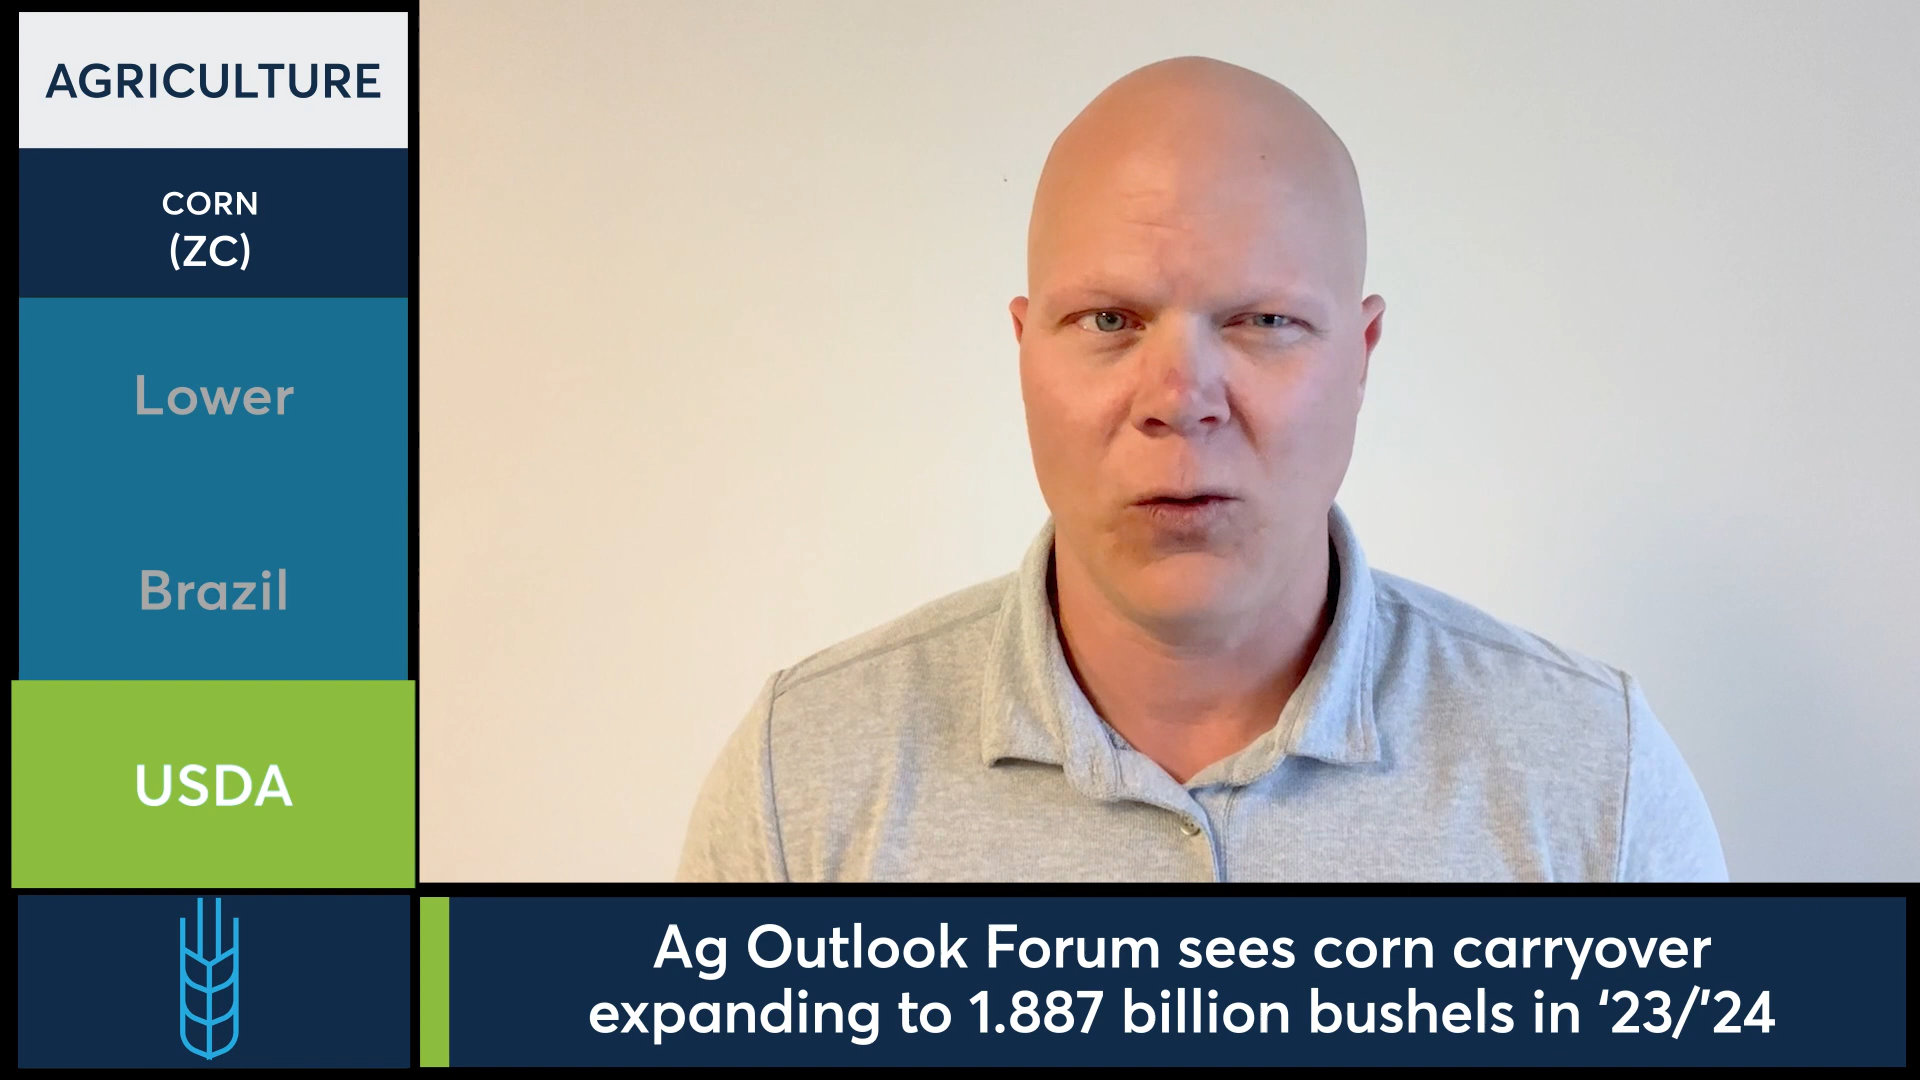 AGRICULTURE
CORN
(ZC)
Lower
Brazil
USDA
Ag Outlook Forum sees corn carryover
expanding to 1.887 billion bushels in ‘23/’24